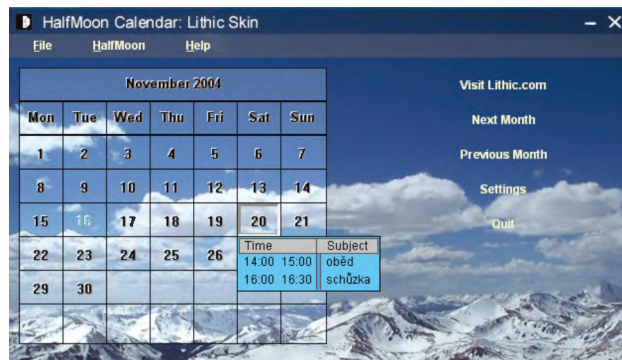 HalfMoon Calendar: Lithic Skin
File HalfMoon Help
November 2004
Mon Tue Wed Thu Fri Sat Sun
1 2 3 4 5 6 7
8 9 10 11 12 13 14
15 16 17 18 19 20 21
22 23 24 25 26
29 30
Time Subject
14:00 15:00 oběd
16:00 16:30 schůzka
Visit Lithic.com
Next Month
Previous Month
Settings
Quit